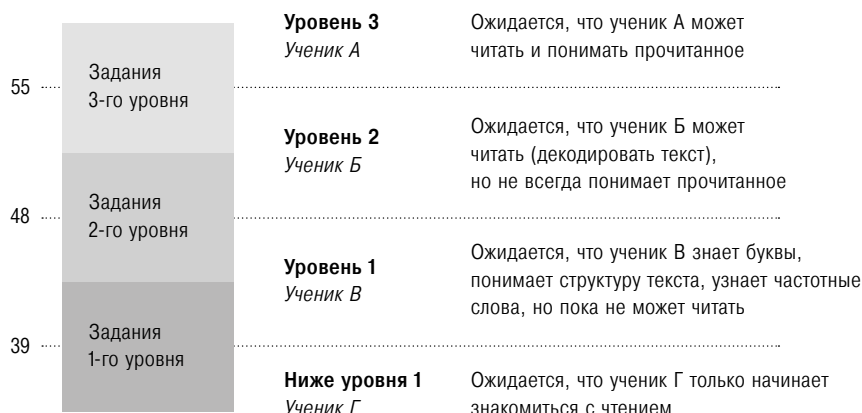 Уровень 3
Ученик А
Ожидается, что ученик А может
читать и понимать прочитанное
Задания
3-го уровня
55
Уровень 2
Ученик Б
Ожидается, что ученик Б может
читать (декодировать текст),
но не всегда понимает прочитанное
Задания
2-го уровня
48
Уровень 1
Ученик В
Ожидается, что ученик В знает буквы,
понимает структуру текста, узнает частотные
слова, но пока не может читать
Задания
1-го уровня
39
Ниже уровня 1
Ученик Г
Ожидается, что ученик Г только начинает
знакомиться с чтением